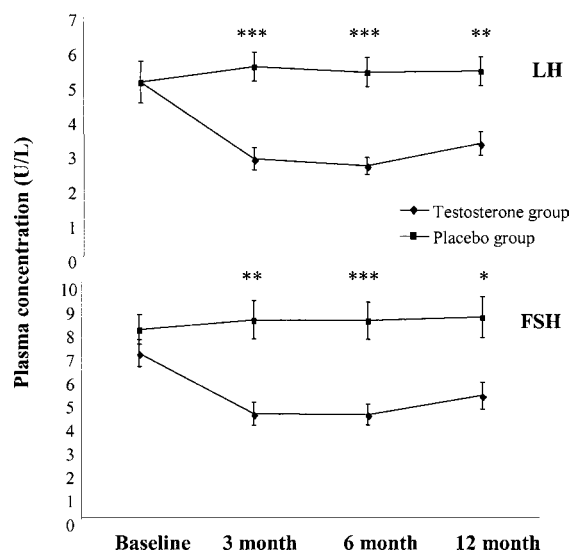 7
*** *** **
6
LH
5
4
3
2
Testosterone group
Placebo group
1
0
** *** *
10
9
FSH
8
7
6
5
4
3
2
1
0
Plasma concentration (U/L)
Baseline 3 month 6 month 12 month